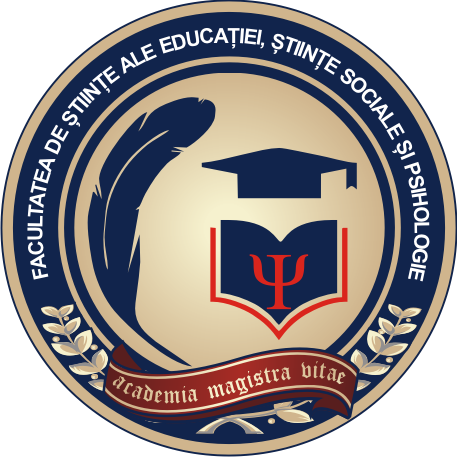 FACULTATEA DE ȘTIINȚE ALE EDUCAȚIEI, ȘTIINȚE SOCIALE ȘI PSIHOLOGIE
Ψ
academia magistra vitae